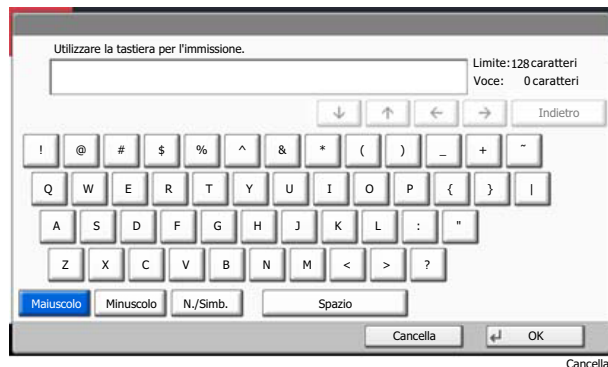 Utilizzare la tastiera per l'immissione.
Limite: 128 caratteri
Voce: 0 caratteri
↓ ↑ ← → Indietro
! @ # $ % ^ & * ( ) _ + ~
Q W E R T Y U I O P { } |
A S D F G H J K L : "
Z X C V B N M < > ?
Maiuscolo Minuscolo N./Simb. Spazio
Cancella OK
Cancella